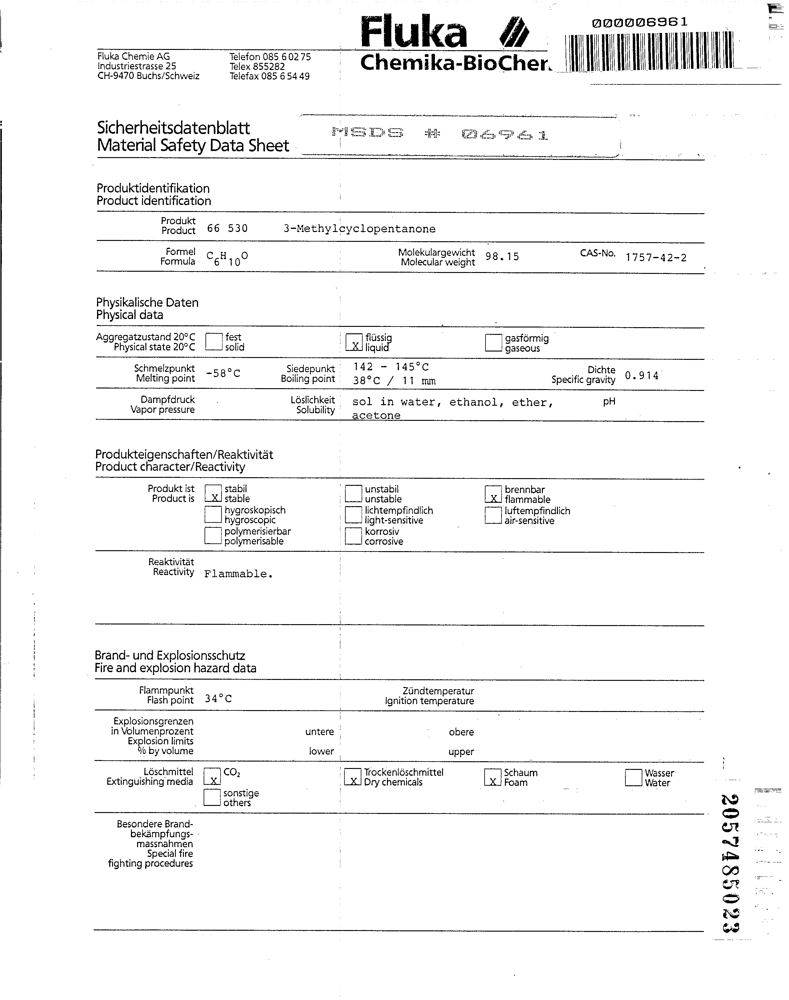 Fluka
Chemika-BioChem
000006961
Fluka Chemie AG
Industriestrasse 25
CH-9470 Buchs/Schweiz
Telefon 085 6 02 75
Telex 855282
Telefax 085 6 54 49
Sicherheitsdatenblatt
Material Safety Data Sheet
MSDS # 06961
Produktidentifikation
Product identification
Produkt
Product 66 530 3-Methylcyclopentanone
Formel
Formula C6H10O
Molekulargewicht
Molecular weight 98.15
CAS-No. 1757-42-2
Physikalische Daten
Physical data
Aggregatzustand 20°C
Physical state 20°C
fest
solid
X flüssig
liquid
gasförmig
gaseous
Schmelzpunkt
Melting point -58°C
Siedepunkt
Boiling point
142 - 145°C
38°C / 11 mm
Dichte
Specific gravity 0.914
Dampfdruck
Vapor pressure
Löslichkeit
Solubility
sol in water, ethanol, ether,
acetone
pH
Produkteigenschaften/Reaktivität
Product character/Reactivity
Produkt ist
Product is
X stabil
stable
unstabil
unstable
X brennbar
flammable
hygroskopisch
hygroscopic
lichtempfindlich
light-sensitive
luftempfindlich
air-sensitive
polymerisierbar
polymerisable
korrosiv
corrosive
Reaktivität
Reactivity Flammable.
Brand- und Explosionsschutz
Fire and explosion hazard data
Flammpunkt
Flash point 34°C
Zündtemperatur
Ignition temperature
Explosionsgrenzen
in Volumenprozent
Explosion limits
% by volume
untere
lower
obere
upper
Löschmittel
Extinguishing media
X CO2
X Trockenlöschmittel
Dry chemicals
X Schaum
Foam
Wasser
Water
sonstige
others
Besondere Brand-
bekämpfungs-
massnahmen
Special fire
fighting procedures
2057485023